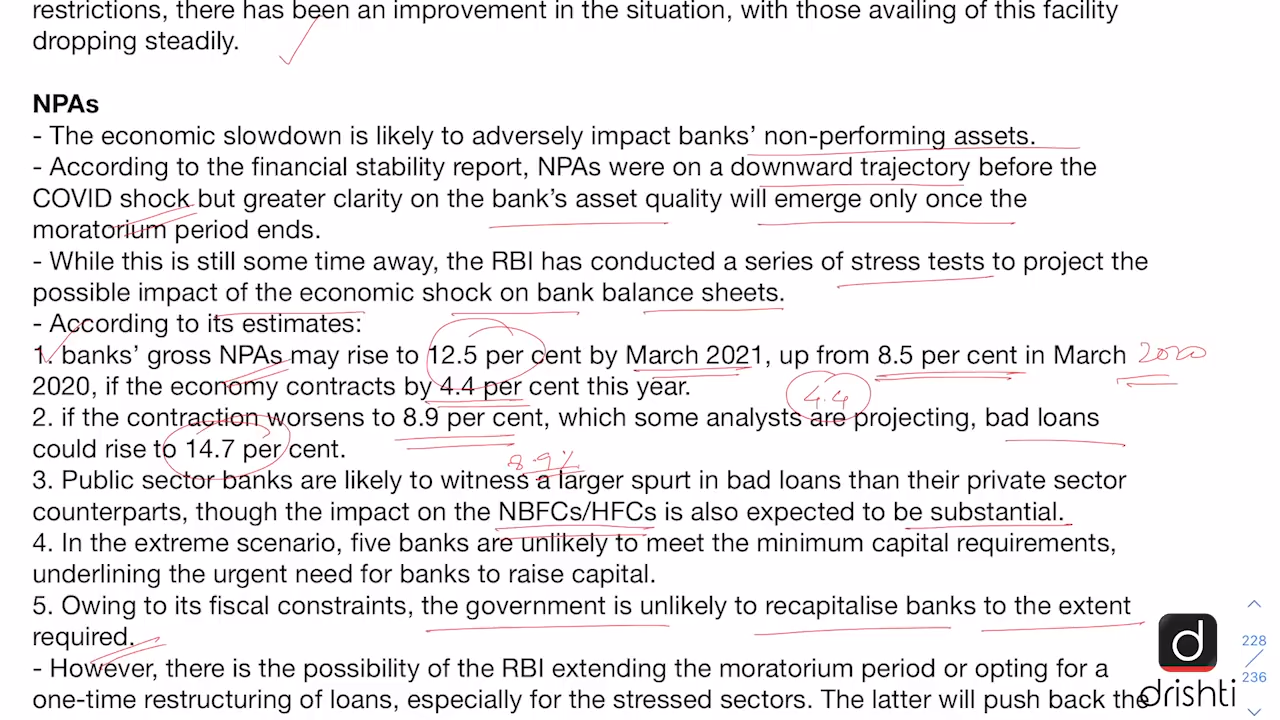 restrictions, there has been an improvement in the situation, with those availing of this facility
dropping steadily.
NPAs
- The economic slowdown is likely to adversely impact banks’ non-performing assets.
- According to the financial stability report, NPAs were on a downward trajectory before the
COVID shock but greater clarity on the bank’s asset quality will emerge only once the
moratorium period ends.
- While this is still some time away, the RBI has conducted a series of stress tests to project the
possible impact of the economic shock on bank balance sheets.
- According to its estimates:
1. banks’ gross NPAs may rise to 12.5 per cent by March 2021, up from 8.5 per cent in March 2020
2020, if the economy contracts by 4.4 per cent this year.
4.4
2. if the contraction worsens to 8.9 per cent, which some analysts are projecting, bad loans
could rise to 14.7 per cent.
8.9%
3. Public sector banks are likely to witness a larger spurt in bad loans than their private sector
counterparts, though the impact on the NBFCs/HFCs is also expected to be substantial.
4. In the extreme scenario, five banks are unlikely to meet the minimum capital requirements,
underlining the urgent need for banks to raise capital.
5. Owing to its fiscal constraints, the government is unlikely to recapitalise banks to the extent
required.
- However, there is the possibility of the RBI extending the moratorium period or opting for a
one-time restructuring of loans, especially for the stressed sectors. The latter will push back the
d
drishti
228
236